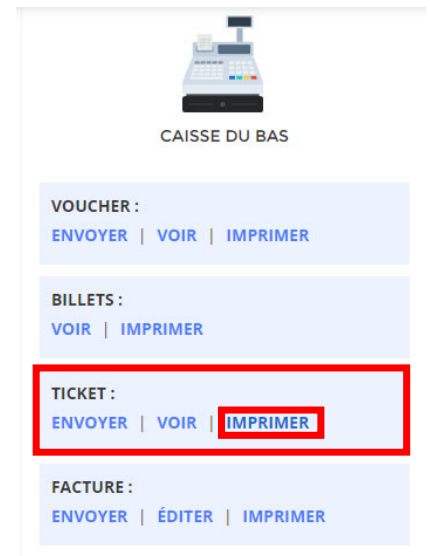 CAISSE DU BAS
VOUCHER :
ENVOYER | VOIR | IMPRIMER
BILLETS :
VOIR | IMPRIMER
TICKET :
ENVOYER | VOIR | IMPRIMER
FACTURE :
ENVOYER | ÉDITER | IMPRIMER